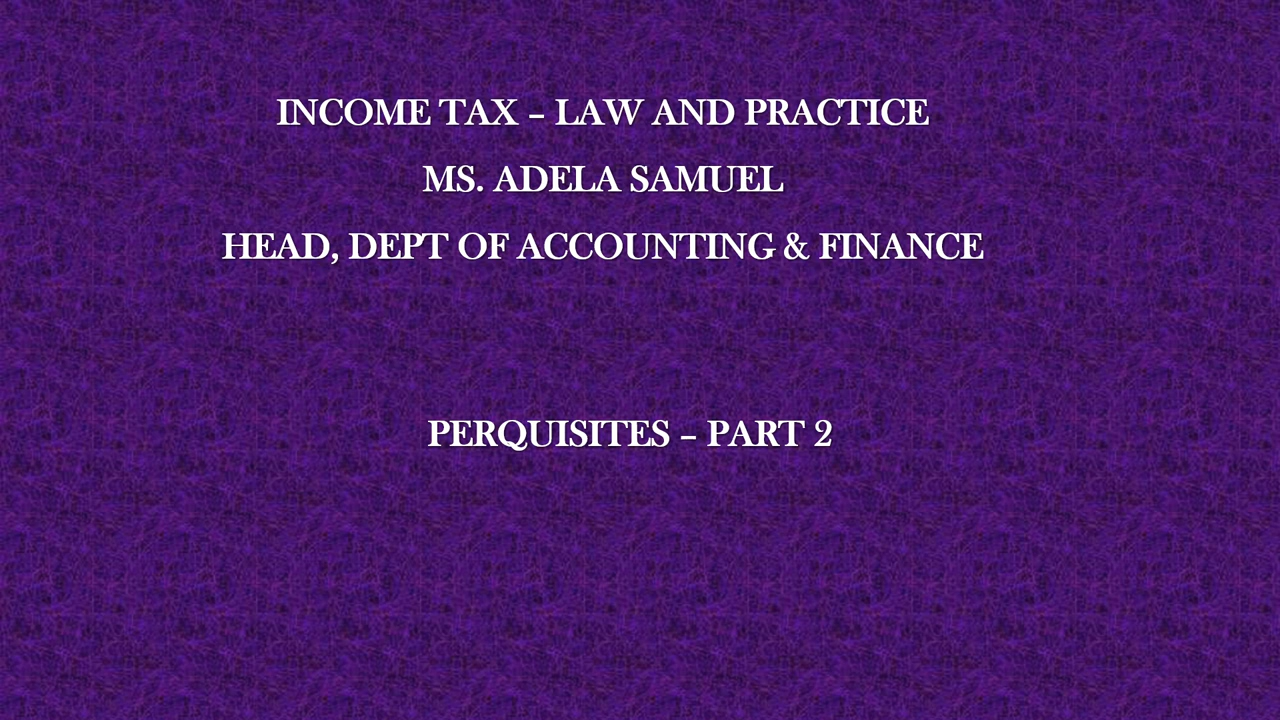 INCOME TAX – LAW AND PRACTICE
MS. ADELA SAMUEL
HEAD, DEPT OF ACCOUNTING & FINANCE
PERQUISITES – PART 2